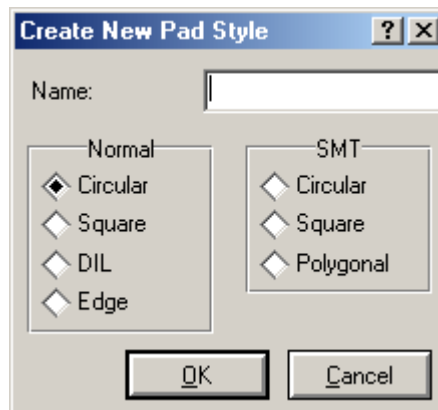 Create New Pad Style
Name:
Normal
Circular
Square
DIL
Edge
SMT
Circular
Square
Polygonal
OK
Cancel